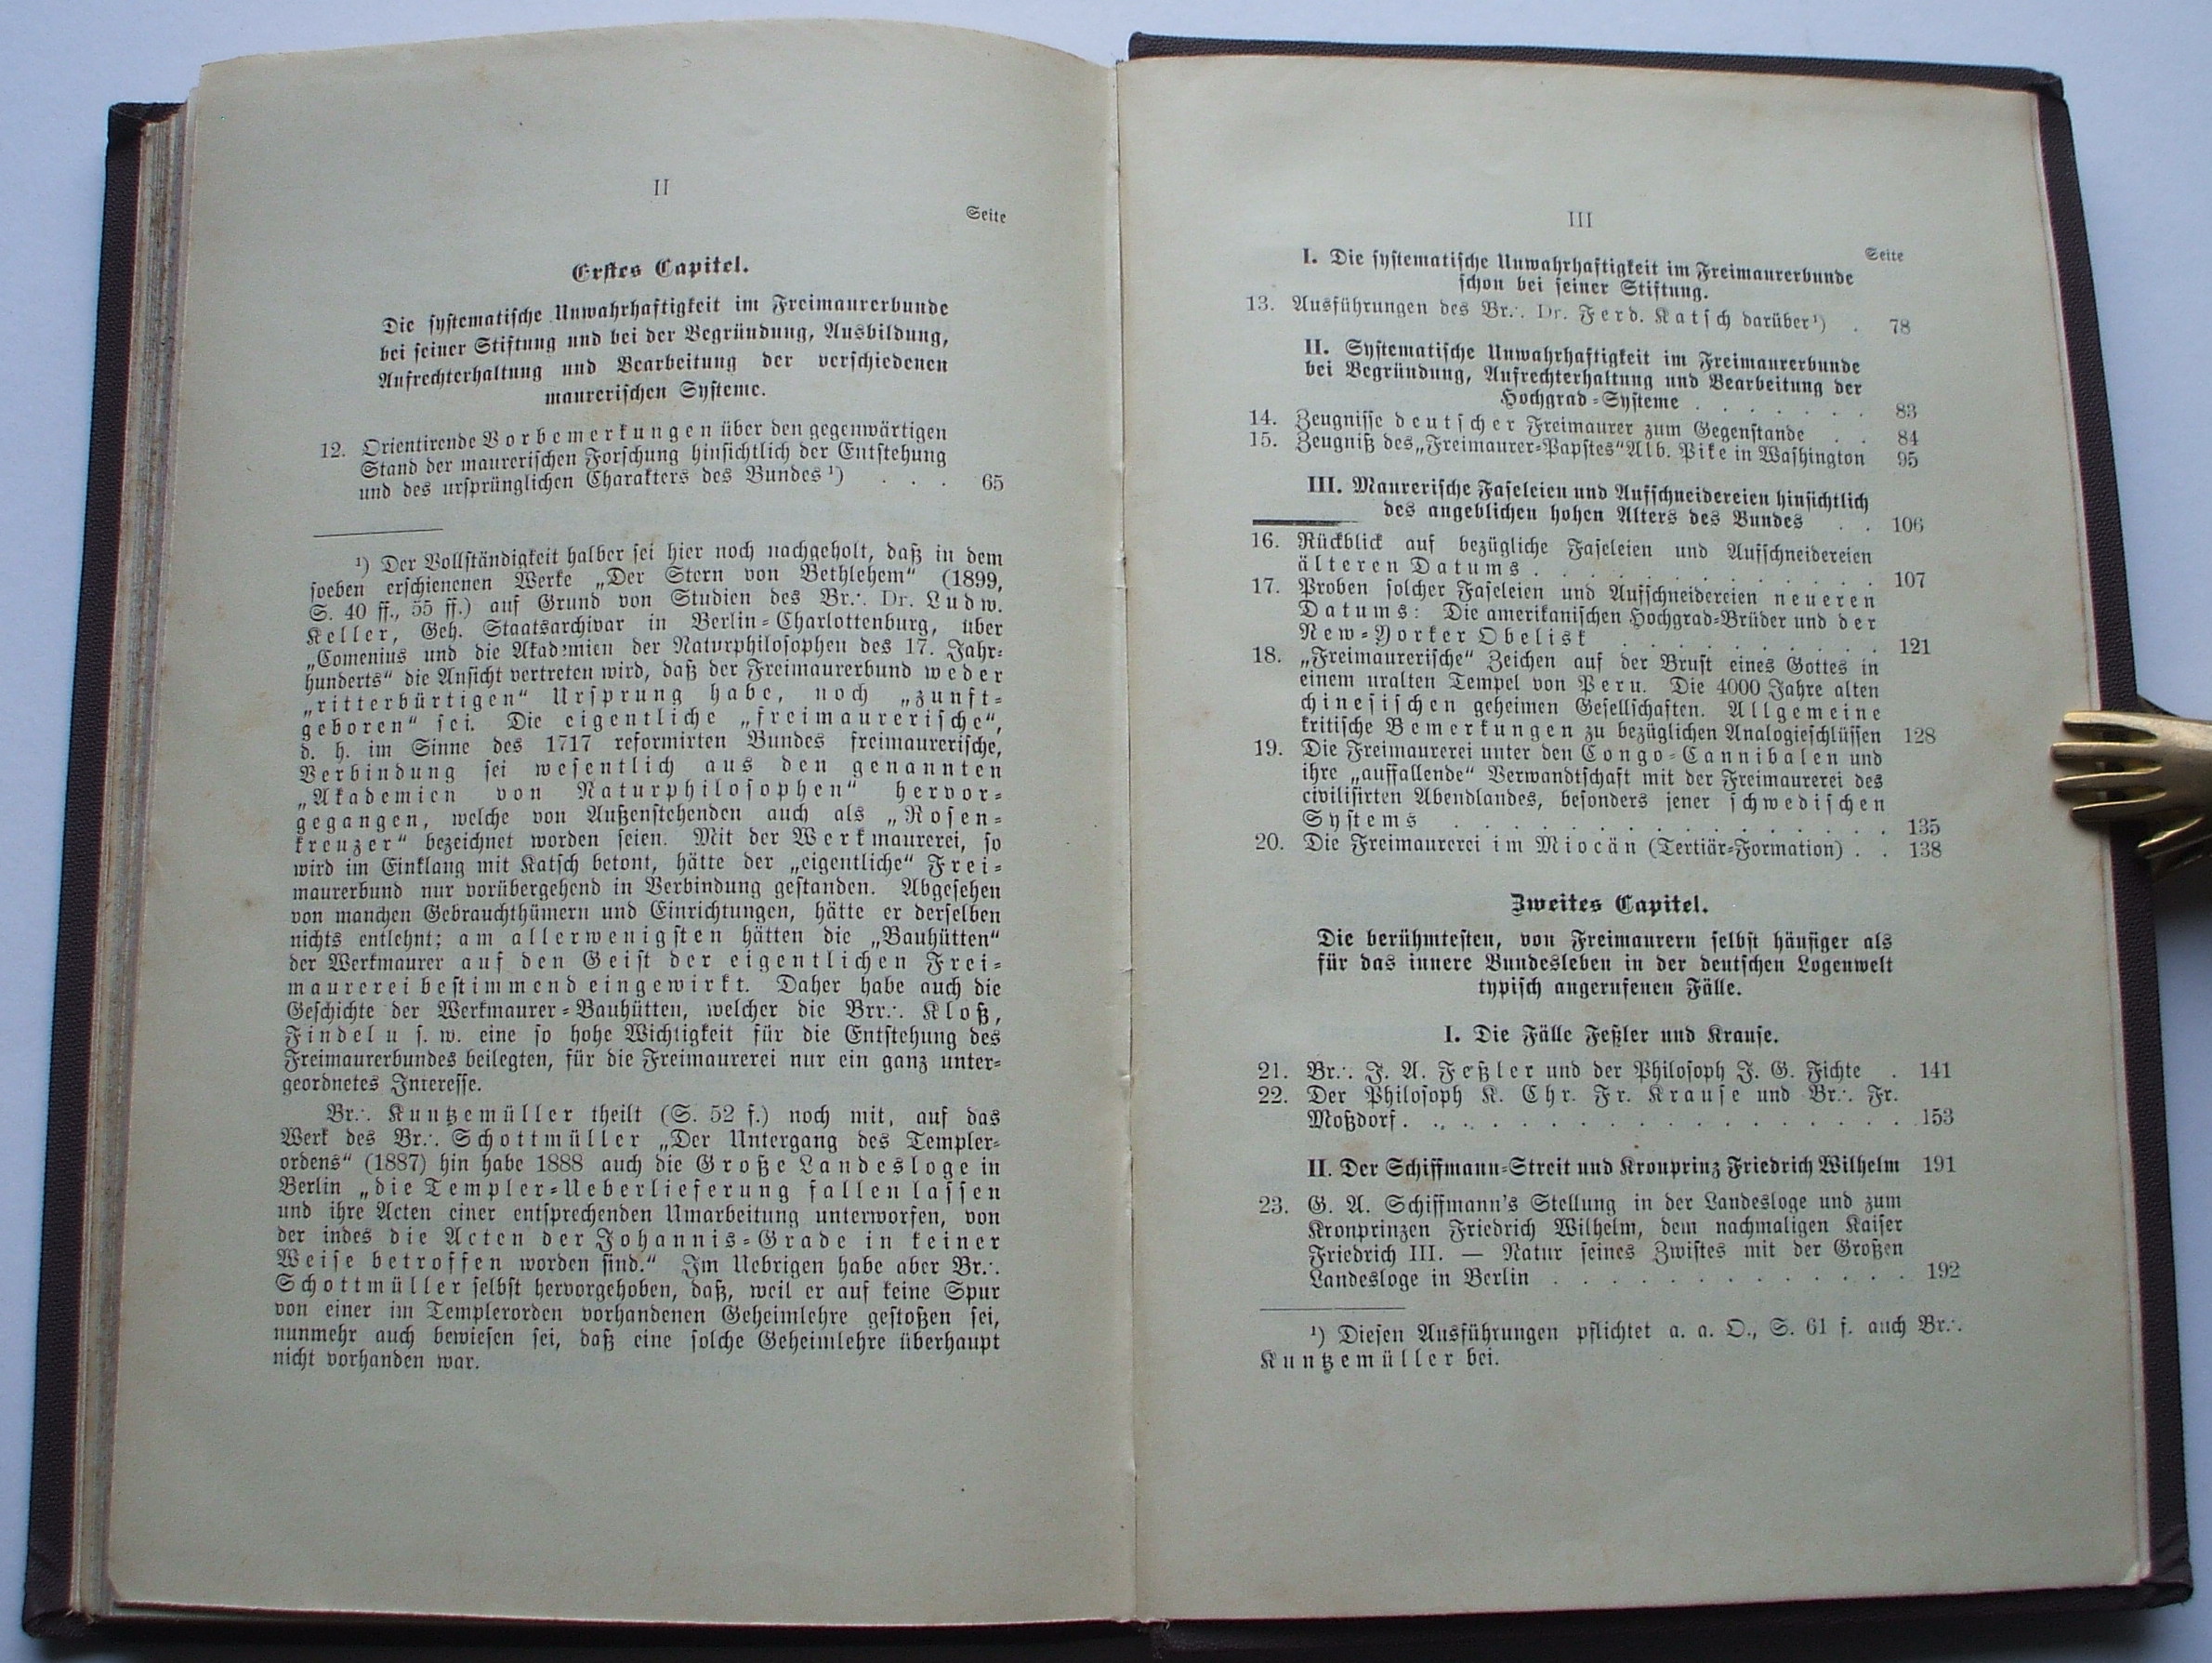 II
Seite
Erstes Capitel.
Die systematische Unwahrhaftigkeit im Freimaurerbunde
bei seiner Stiftung und bei der Begründung, Ausbildung,
Aufrechterhaltung und Bearbeitung der verschiedenen
maurerischen Systeme.
12. Orientirende Vorbemerkungen über den gegenwärtigen
Stand der maurerischen Forschung hinsichtlich der Entstehung
und des ursprünglichen Charakters des Bundes ¹) . . . 65
¹) Der Vollständigkeit halber sei hier noch nachgeholt, daß in dem
soeben erschienenen Werke „Der Stern von Bethlehem“ (1899,
S. 40 ff., 55 ff.) auf Grund von Studien des Br∴ Dr. Ludw.
Keller, Geh. Staatsarchivar in Berlin-Charlottenburg, über
„Comenius und die Akademien der Naturphilosophen des 17. Jahr-
hunderts“ die Ansicht vertreten wird, daß der Freimaurerbund weder
„ritterbürtigen“ Ursprung habe, noch „zunft-
geboren“ sei. Die eigentliche „freimaurerische“,
d. h. im Sinne des 1717 reformirten Bundes freimaurerische,
Verbindung sei wesentlich aus den genannten
„Akademien von Naturphilosophen“ hervor-
gegangen, welche von Außenstehenden auch als „Rosen-
kreuzer“ bezeichnet worden seien. Mit der Werkmaurerei, so
wird im Einklang mit Katsch betont, hätte der „eigentliche“ Frei-
maurerbund nur vorübergehend in Verbindung gestanden. Abgesehen
von manchen Gebrauchthümern und Einrichtungen, hätte er derselben
nichts entlehnt; am allerwenigsten hätten die „Bauhütten“
der Werkmaurer auf den Geist der eigentlichen Frei-
maurerei bestimmend eingewirkt. Daher habe auch die
Geschichte der Werkmaurer-Bauhütten, welcher die Brr∴ Kloß,
Findel u s. w. eine so hohe Wichtigkeit für die Entstehung des
Freimaurerbundes beilegten, für die Freimaurerei nur ein ganz unter-
geordnetes Interesse.
Br∴ Kuntzemüller theilt (S. 52 f.) noch mit, auf das
Werk des Br∴ Schottmüller „Der Untergang des Templer-
ordens“ (1887) hin habe 1888 auch die Große Landesloge in
Berlin „die Templer-Ueberlieferung fallen lassen
und ihre Acten einer entsprechenden Umarbeitung unterworfen, von
der indes die Acten der Johannis-Grade in keiner
Weise betroffen worden sind.“ Im Uebrigen habe aber Br∴
Schottmüller selbst hervorgehoben, daß, weil er auf keine Spur
von einer im Templerorden vorhandenen Geheimlehre gestoßen sei,
nunmehr auch bewiesen sei, daß eine solche Geheimlehre überhaupt
nicht vorhanden war.
III
Seite
I. Die systematische Unwahrhaftigkeit im Freimaurerbunde
schon bei seiner Stiftung.
13. Ausführungen des Br∴ Dr. Ferd. Katsch darüber¹) . 78
II. Systematische Unwahrhaftigkeit im Freimaurerbunde
bei Begründung, Aufrechterhaltung und Bearbeitung der
Hochgrad-Systeme . . . . . . . 83
14. Zeugnisse deutscher Freimaurer zum Gegenstande . . 84
15. Zeugniß des „Freimaurer-Papstes“ Alb. Pike in Washington 95
III. Maurerische Faseleien und Aufschneidereien hinsichtlich
des angeblichen hohen Alters des Bundes . . 106
16. Rückblick auf bezügliche Faseleien und Aufschneidereien
älteren Datums . . . . . . . . . . . . . 107
17. Proben solcher Faseleien und Aufschneidereien neueren
Datums: Die amerikanischen Hochgrad-Brüder und der
New-Yorker Obelisk . . . . . . . . . . 121
18. „Freimaurerische“ Zeichen auf der Brust eines Gottes in
einem uralten Tempel von Peru. Die 4000 Jahre alten
chinesischen geheimen Gesellschaften. Allgemeine
kritische Bemerkungen zu bezüglichen Analogieschlüssen 128
19. Die Freimaurerei unter den Congo-Cannibalen und
ihre „auffallende“ Verwandtschaft mit der Freimaurerei des
civilisirten Abendlandes, besonders jener schwedischen
Systems . . . . . . . . . . . . . . . 135
20. Die Freimaurerei im Miocän (Tertiär-Formation) . . 138
Zweites Capitel.
Die berühmtesten, von Freimaurern selbst häufiger als
für das innere Bundesleben in der deutschen Logenwelt
typisch angerufenen Fälle.
I. Die Fälle Feßler und Krause.
21. Br∴ J. A. Feßler und der Philosoph J. G. Fichte . 141
22. Der Philosoph K. Chr. Fr. Krause und Br∴ Fr.
Moßdorf . . . . . . . . . . . . . . . . . 153
II. Der Schiffmann-Streit und Kronprinz Friedrich Wilhelm 191
23. G. A. Schiffmann's Stellung in der Landesloge und zum
Kronprinzen Friedrich Wilhelm, dem nachmaligen Kaiser
Friedrich III. — Natur seines Zwistes mit der Großen
Landesloge in Berlin . . . . . . . . . . . . . 192
¹) Diesen Ausführungen pflichtet a. a. O., S. 61 f. auch Br∴
Kuntzemüller bei.